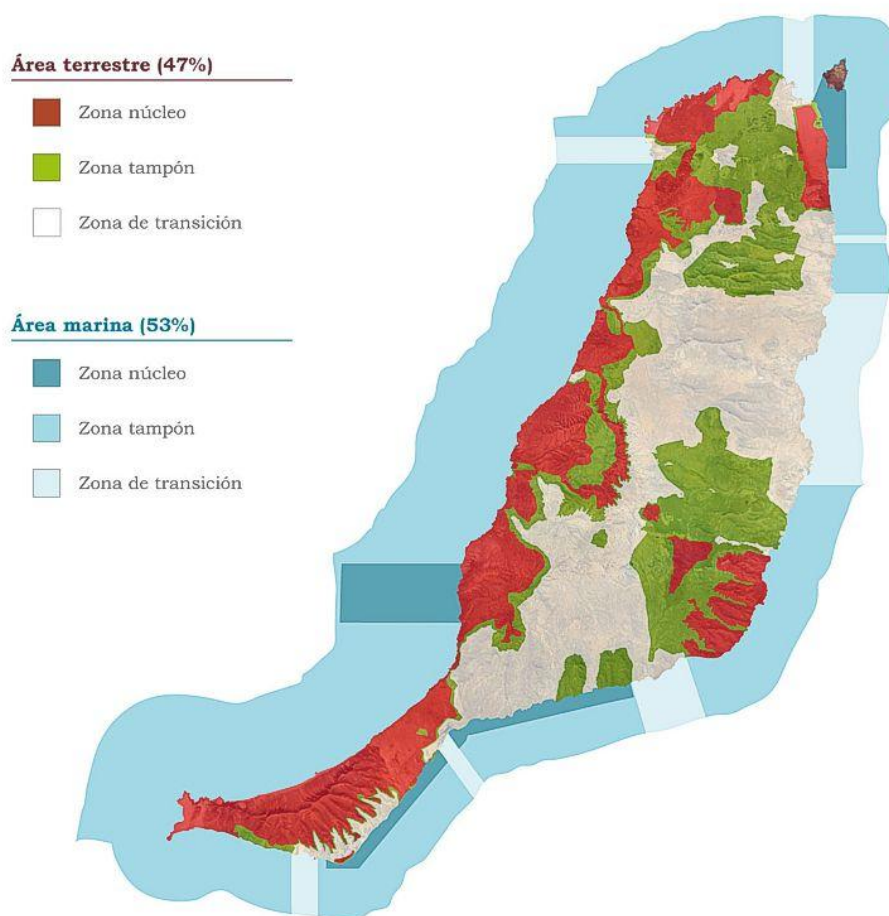 Área terrestre (47%)
Zona núcleo
Zona tampón
Zona de transición
Área marina (53%)
Zona núcleo
Zona tampón
Zona de transición